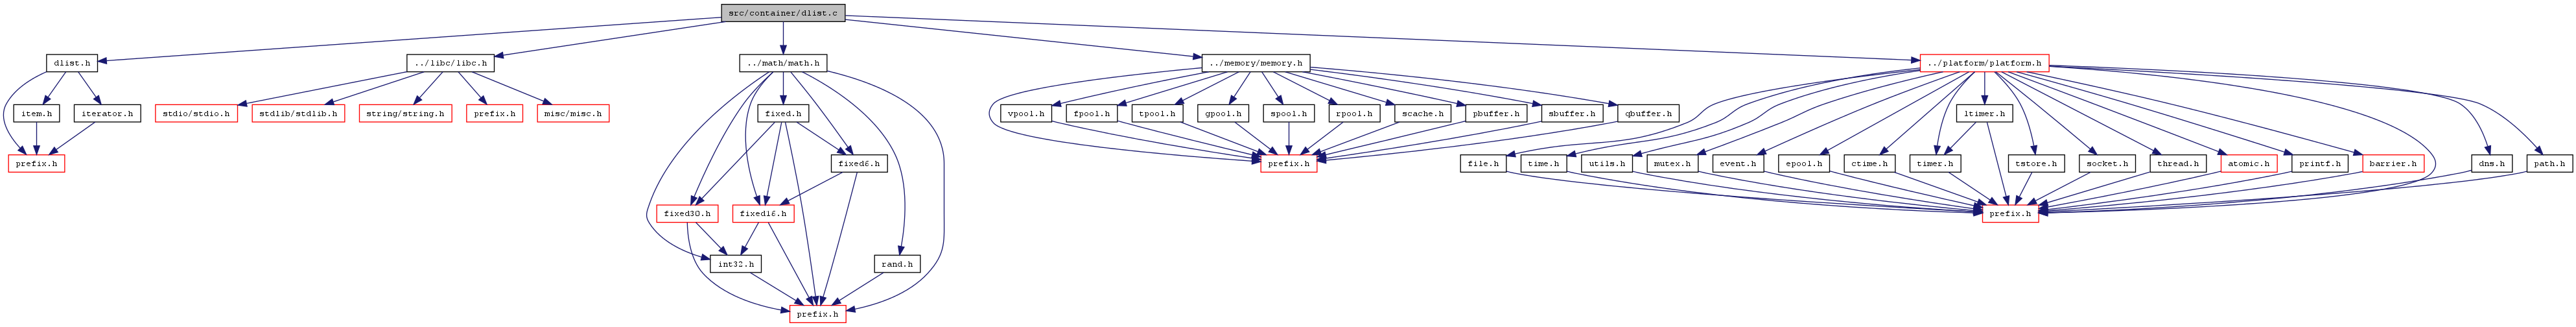 src/container/dlist.c
dlist.h
../libc/libc.h
../math/math.h
../memory/memory.h
../platform/platform.h
item.h
iterator.h
stdio/stdio.h
stdlib/stdlib.h
string/string.h
prefix.h
misc/misc.h
fixed.h
vpool.h
fpool.h
tpool.h
gpool.h
spool.h
rpool.h
scache.h
pbuffer.h
sbuffer.h
qbuffer.h
ltimer.h
prefix.h
fixed6.h
prefix.h
file.h
time.h
utils.h
mutex.h
event.h
epool.h
ctime.h
timer.h
tstore.h
socket.h
thread.h
atomic.h
printf.h
barrier.h
dns.h
path.h
fixed30.h
fixed16.h
prefix.h
int32.h
rand.h
prefix.h